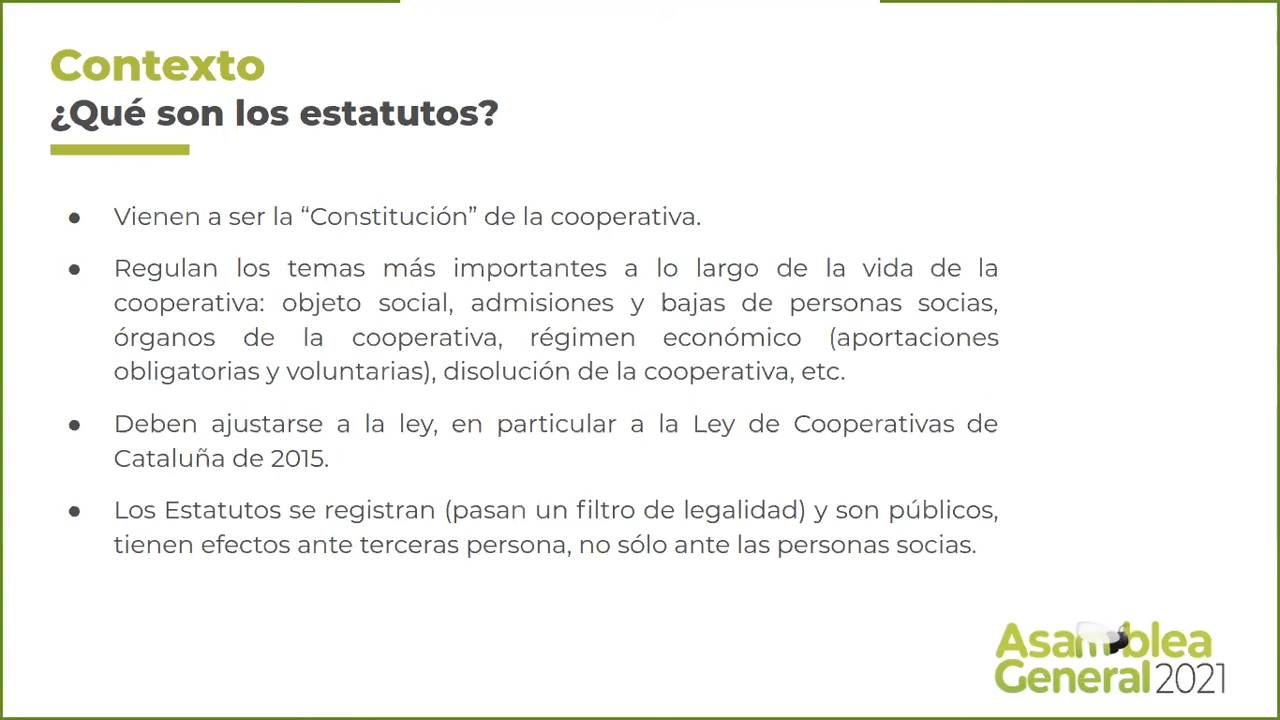 Contexto
¿Qué son los estatutos?
● Vienen a ser la “Constitución” de la cooperativa.
● Regulan los temas más importantes a lo largo de la vida de la
cooperativa: objeto social, admisiones y bajas de personas socias,
órganos de la cooperativa, régimen económico (aportaciones
obligatorias y voluntarias), disolución de la cooperativa, etc.
● Deben ajustarse a la ley, en particular a la Ley de Cooperativas de
Cataluña de 2015.
● Los Estatutos se registran (pasan un filtro de legalidad) y son públicos,
tienen efectos ante terceras persona, no sólo ante las personas socias.
Asamblea
General 2021